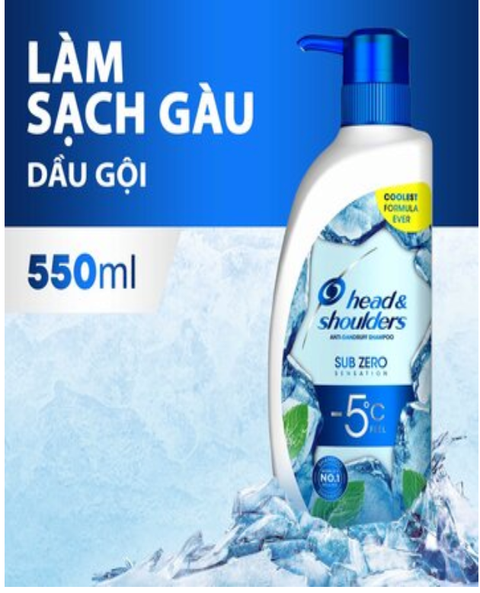 LÀM
SẠCH GÀU
DẦU GỘI
550ml
COOLEST
FORMULA
EVER
head &
shoulders
ANTI-DANDRUFF SHAMPOO
SUB ZERO
SENSATION
-5°C
FEEL
NO.1